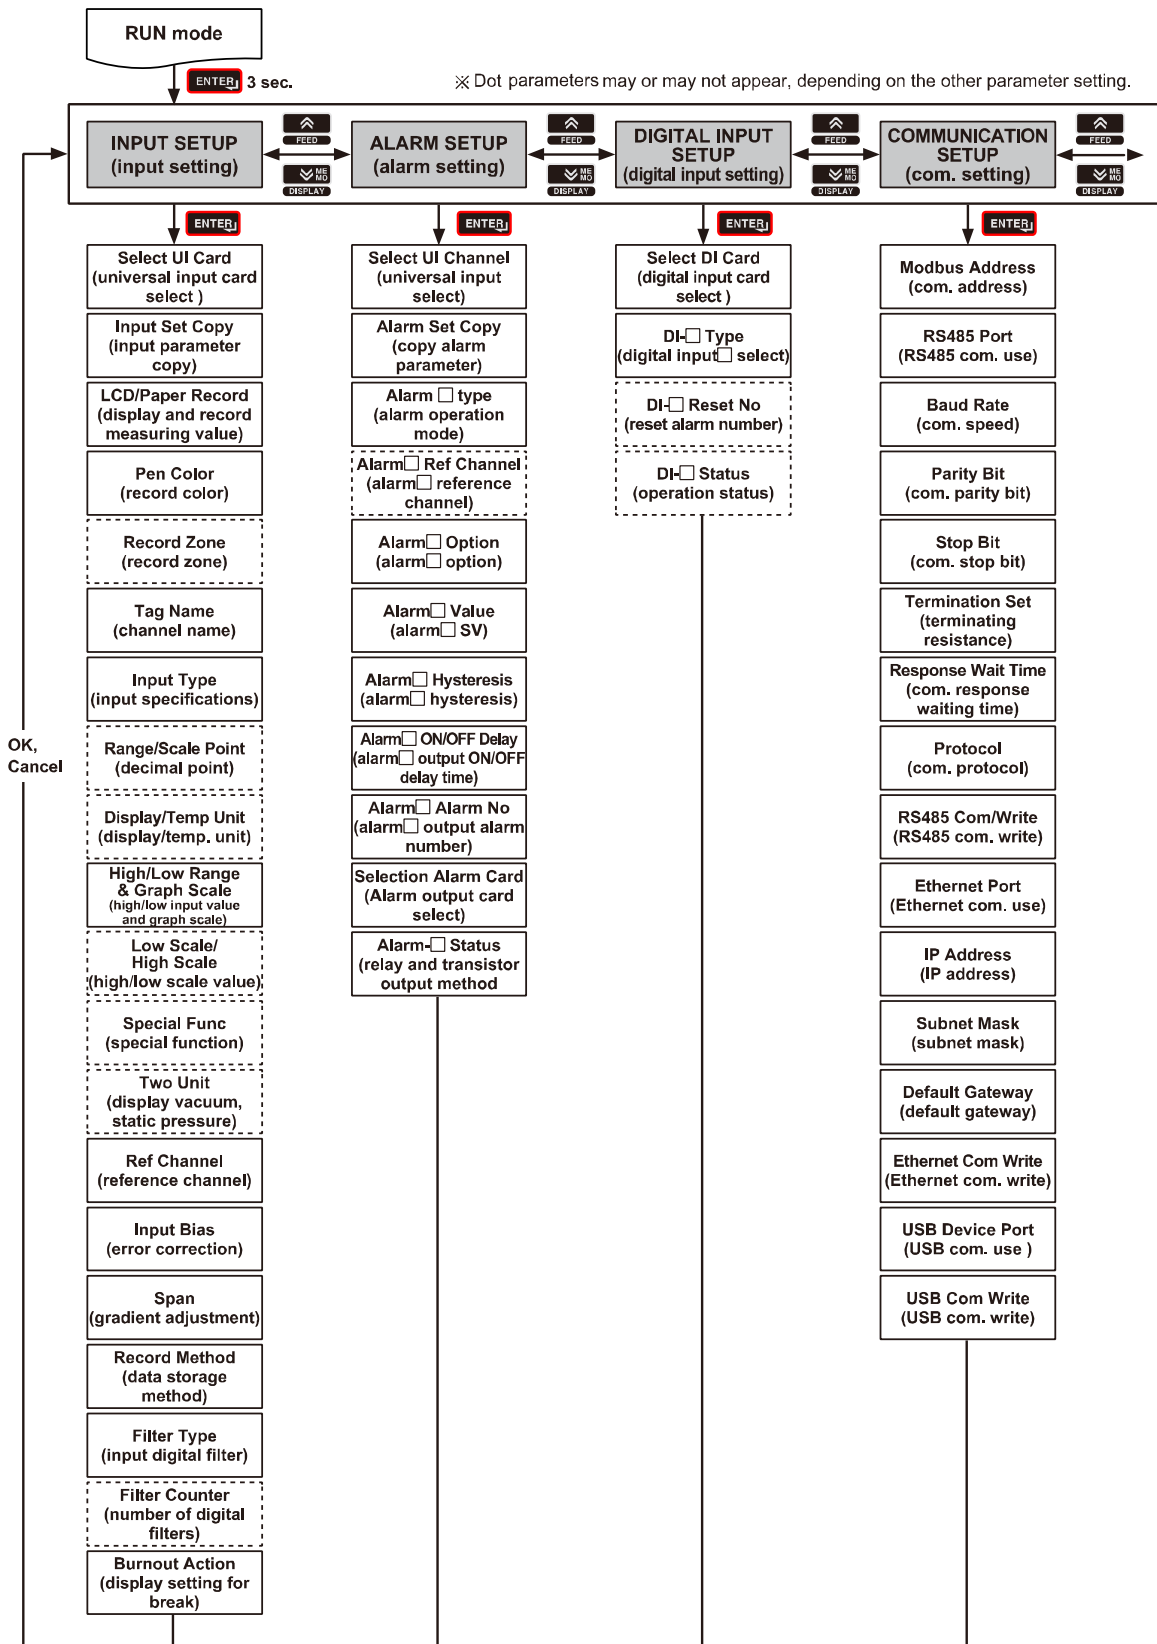 RUN mode
ENTER 3 sec.
※ Dot parameters may or may not appear, depending on the other parameter setting.
INPUT SETUP
(input setting)
FEED
MEMO
DISPLAY
ALARM SETUP
(alarm setting)
FEED
MEMO
DISPLAY
DIGITAL INPUT
SETUP
(digital input setting)
FEED
MEMO
DISPLAY
COMMUNICATION
SETUP
(com. setting)
FEED
MEMO
DISPLAY
OK,
Cancel
ENTER
Select UI Card
(universal input card
select )
Input Set Copy
(input parameter
copy)
LCD/Paper Record
(display and record
measuring value)
Pen Color
(record color)
Record Zone
(record zone)
Tag Name
(channel name)
Input Type
(input specifications)
Range/Scale Point
(decimal point)
Display/Temp Unit
(display/temp. unit)
High/Low Range
& Graph Scale
(high/low input value
and graph scale)
Low Scale/
High Scale
(high/low scale value)
Special Func
(special function)
Two Unit
(display vacuum,
static pressure)
Ref Channel
(reference channel)
Input Bias
(error correction)
Span
(gradient adjustment)
Record Method
(data storage
method)
Filter Type
(input digital filter)
Filter Counter
(number of digital
filters)
Burnout Action
(display setting for
break)
ENTER
Select UI Channel
(universal input
select)
Alarm Set Copy
(copy alarm
parameter)
Alarm □ type
(alarm operation
mode)
Alarm□ Ref Channel
(alarm□ reference
channel)
Alarm□ Option
(alarm□ option)
Alarm□ Value
(alarm□ SV)
Alarm□ Hysteresis
(alarm□ hysteresis)
Alarm□ ON/OFF Delay
(alarm□ output ON/OFF
delay time)
Alarm□ Alarm No
(alarm□ output alarm
number)
Selection Alarm Card
(Alarm output card
select)
Alarm-□ Status
(relay and transistor
output method
ENTER
Select DI Card
(digital input card
select )
DI-□ Type
(digital input□ select)
DI-□ Reset No
(reset alarm number)
DI-□ Status
(operation status)
ENTER
Modbus Address
(com. address)
RS485 Port
(RS485 com. use)
Baud Rate
(com. speed)
Parity Bit
(com. parity bit)
Stop Bit
(com. stop bit)
Termination Set
(terminating
resistance)
Response Wait Time
(com. response
waiting time)
Protocol
(com. protocol)
RS485 Com/Write
(RS485 com. write)
Ethernet Port
(Ethernet com. use)
IP Address
(IP address)
Subnet Mask
(subnet mask)
Default Gateway
(default gateway)
Ethernet Com Write
(Ethernet com. write)
USB Device Port
(USB com. use )
USB Com Write
(USB com. write)